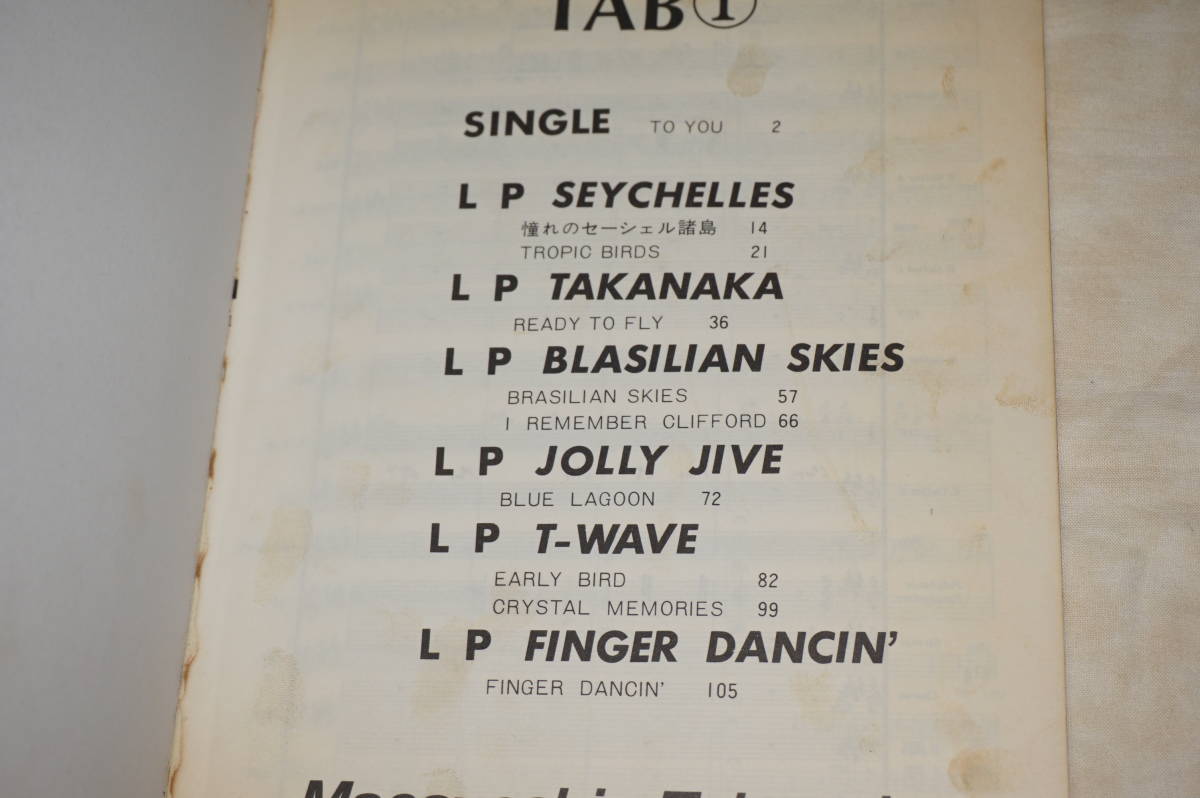 TAB①
SINGLE TO YOU 2
L P SEYCHELLES
憧れのセーシェル諸島 14
TROPIC BIRDS 21
L P TAKANAKA
READY TO FLY 36
L P BLASILIAN SKIES
BRASILIAN SKIES 57
I REMEMBER CLIFFORD 66
L P JOLLY JIVE
BLUE LAGOON 72
L P T-WAVE
EARLY BIRD 82
CRYSTAL MEMORIES 99
L P FINGER DANCIN'
FINGER DANCIN' 105